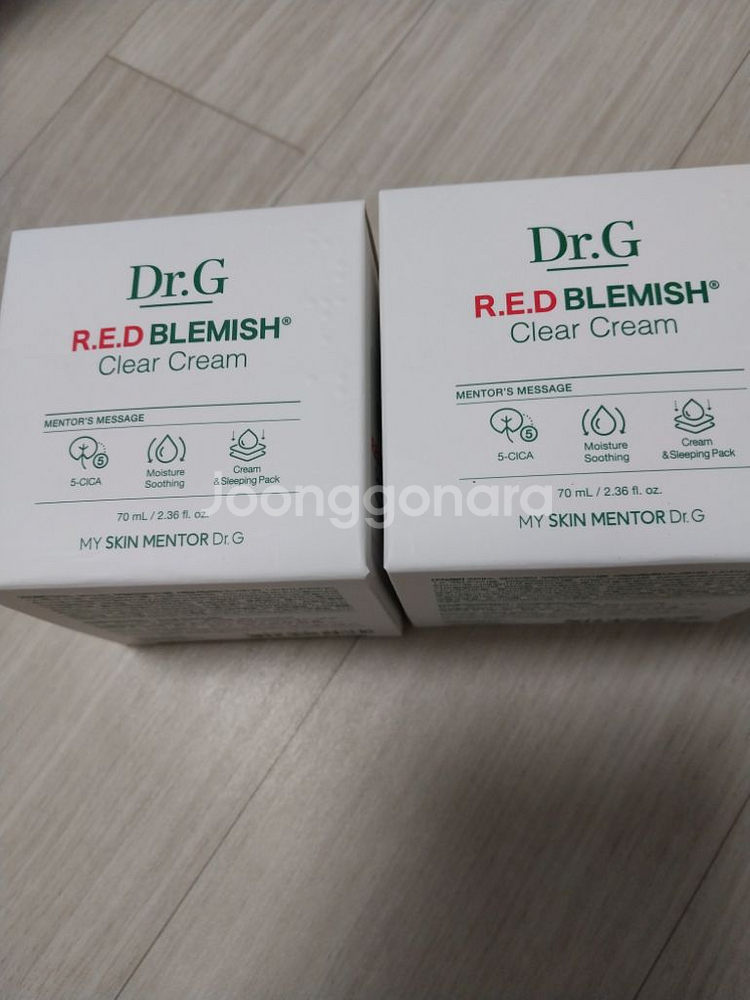 Dr.G
R.E.D BLEMISH®
Clear Cream
MENTOR'S MESSAGE
5
5-CICA
Moisture
Soothing
Cream
&Sleeping Pack
70 mL / 2.36 fl. oz.
MY SKIN MENTOR Dr.G
Dr.G
R.E.D BLEMISH®
Clear Cream
MENTOR'S MESSAGE
5
5-CICA
Moisture
Soothing
Cream
&Sleeping Pack
70 mL / 2.36 fl. oz.
MY SKIN MENTOR Dr.G
Joonggonara